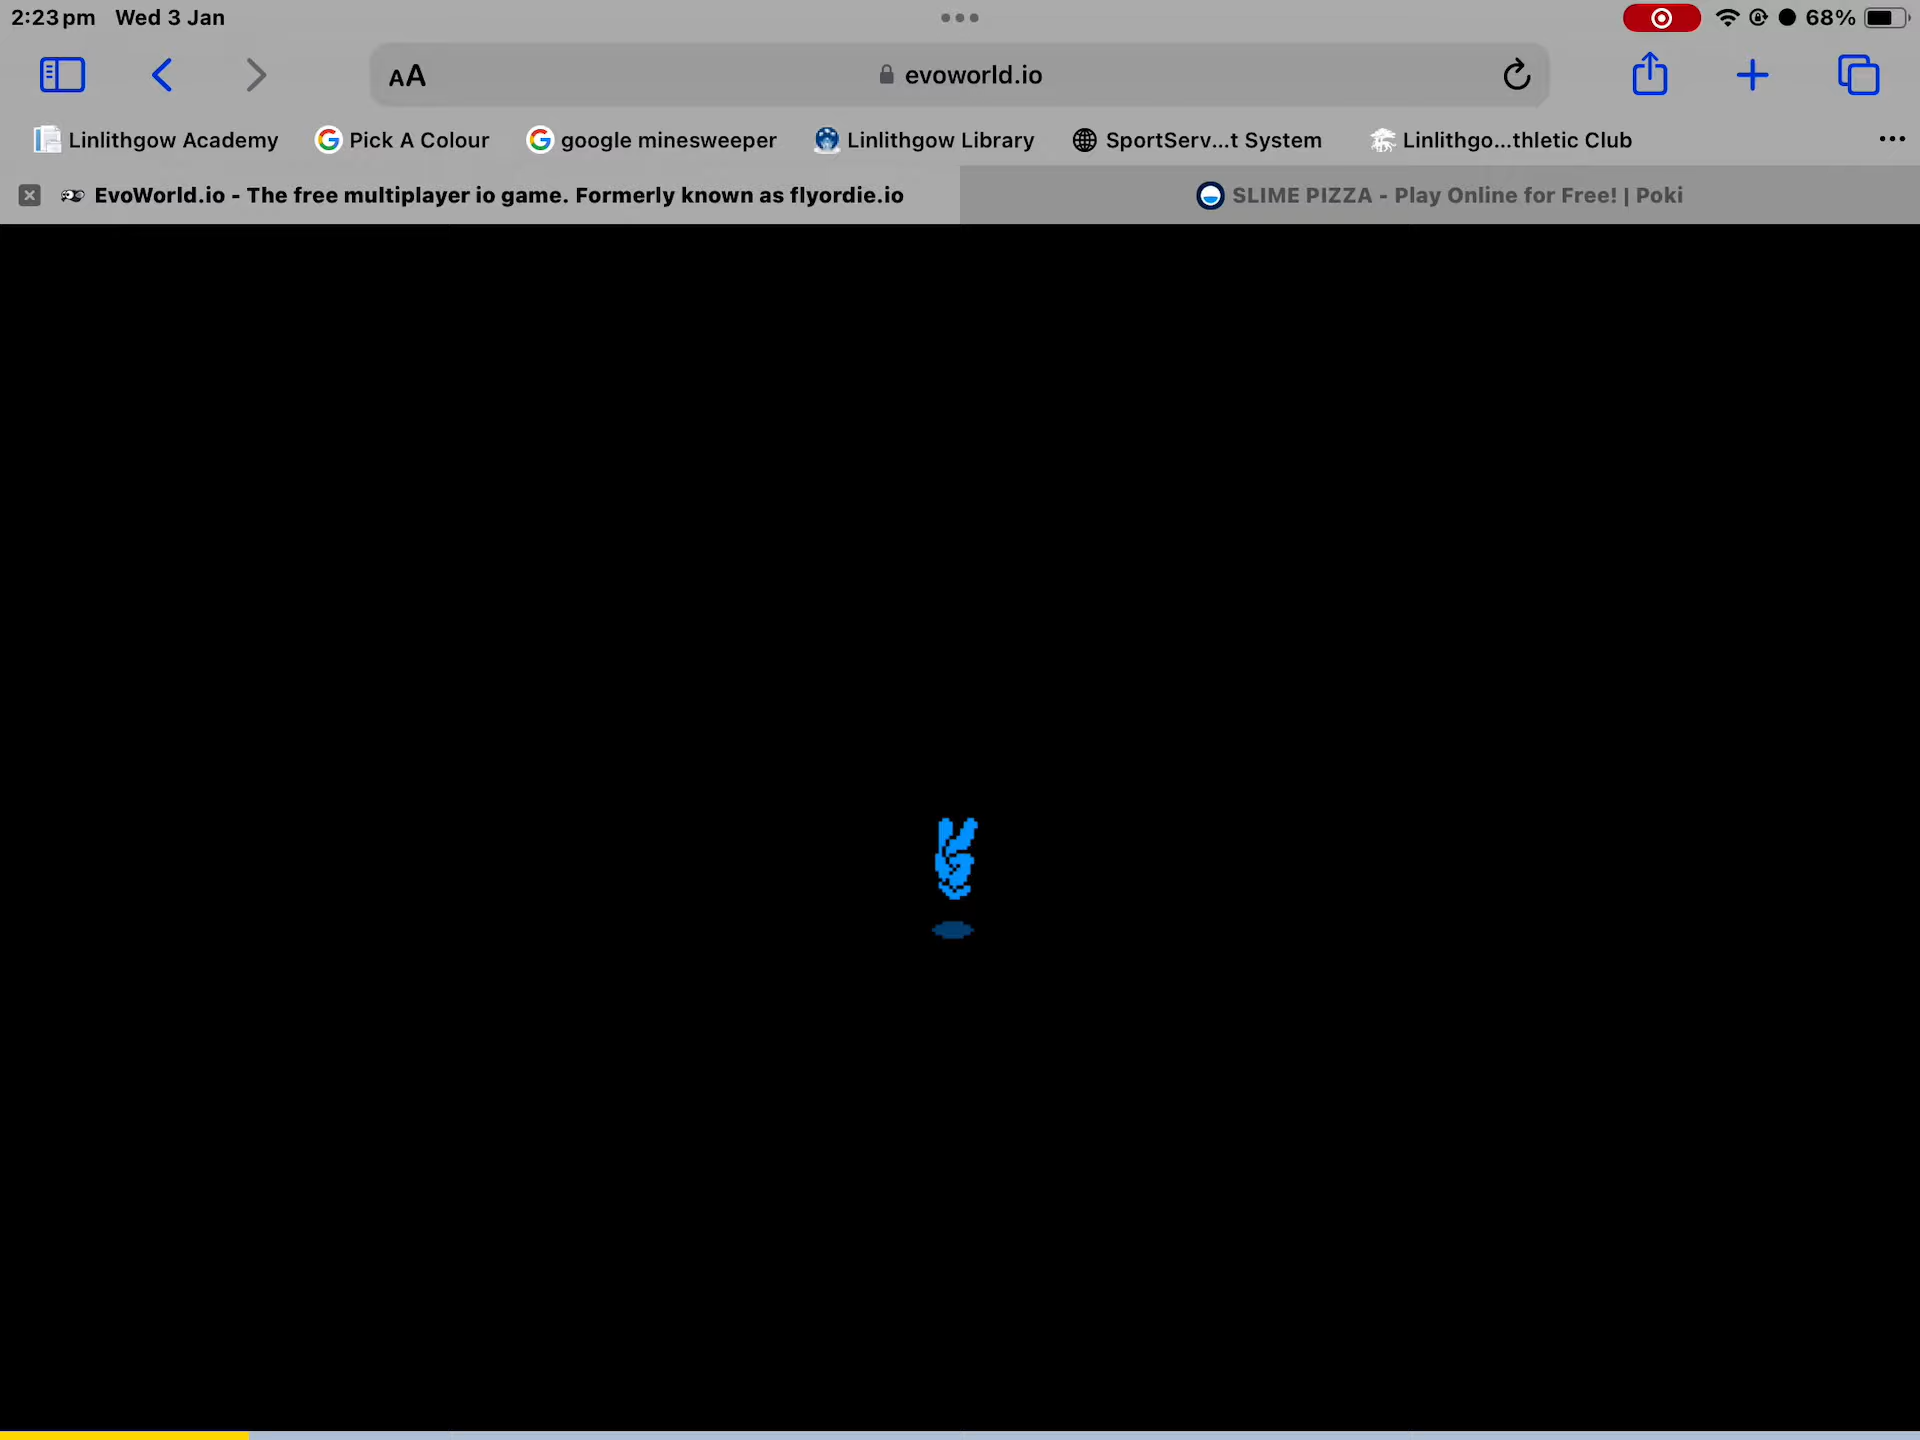 2:23 pm Wed 3 Jan 68%
AA evoworld.io
Linlithgow Academy Pick A Colour google minesweeper Linlithgow Library SportServ...t System Linlithgo...thletic Club
EvoWorld.io - The free multiplayer io game. Formerly known as flyordie.io SLIME PIZZA - Play Online for Free! | Poki